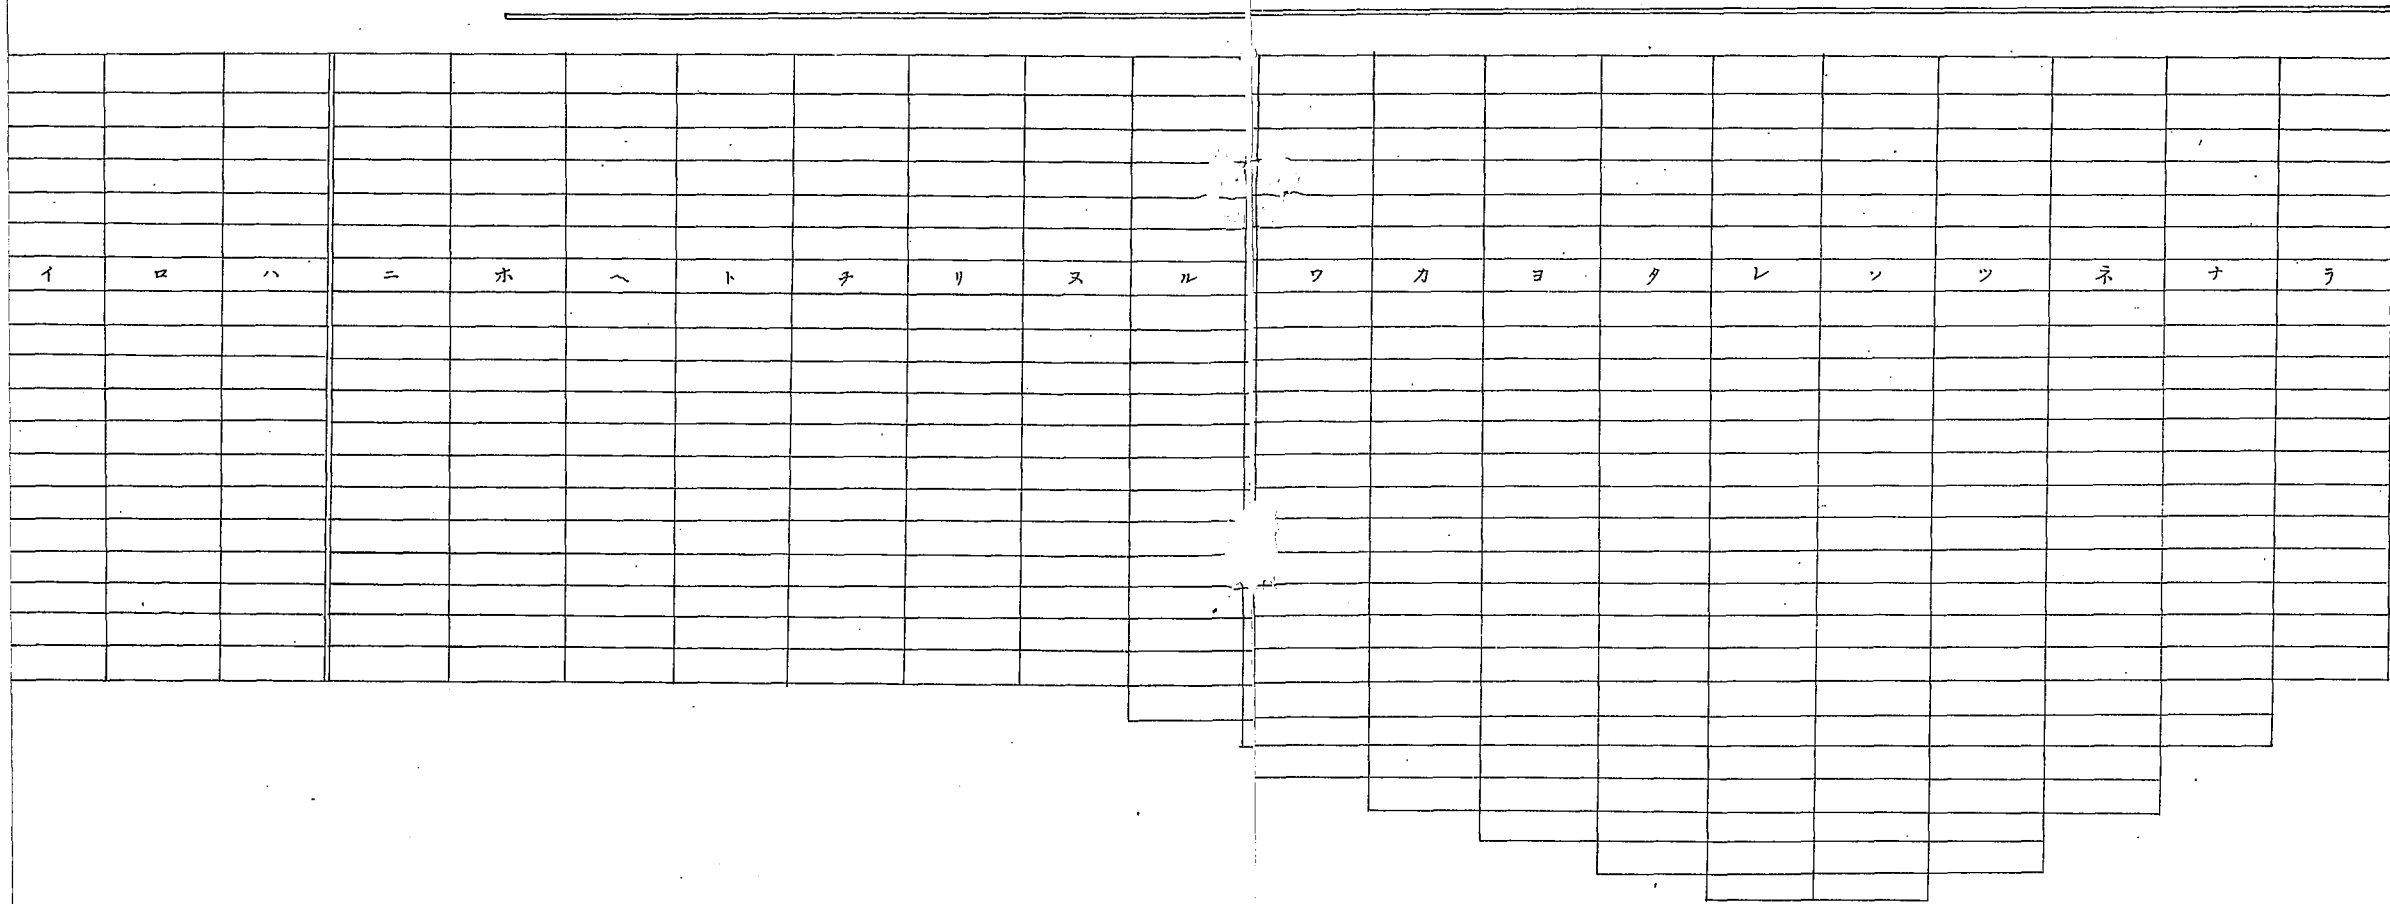 イ ロ ハ ニ ホ ヘ ト チ リ ヌ ル ワ カ ヨ タ レ ソ ツ ネ ナ ラ